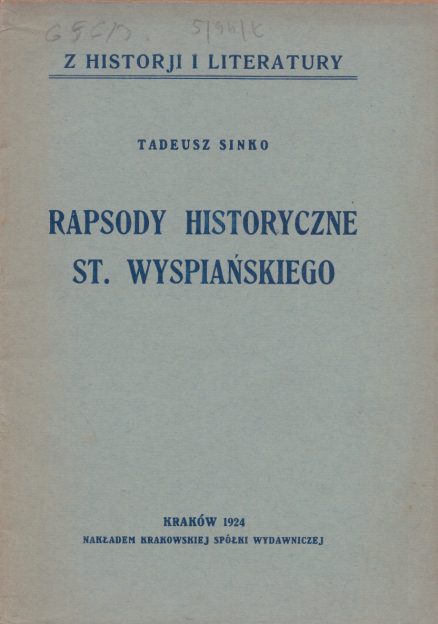 Z HISTORJI I LITERATURY
TADEUSZ SINKO
RAPSODY HISTORYCZNE
ST. WYSPIAŃSKIEGO
KRAKÓW 1924
NAKŁADEM KRAKOWSKIEJ SPÓŁKI WYDAWNICZEJ